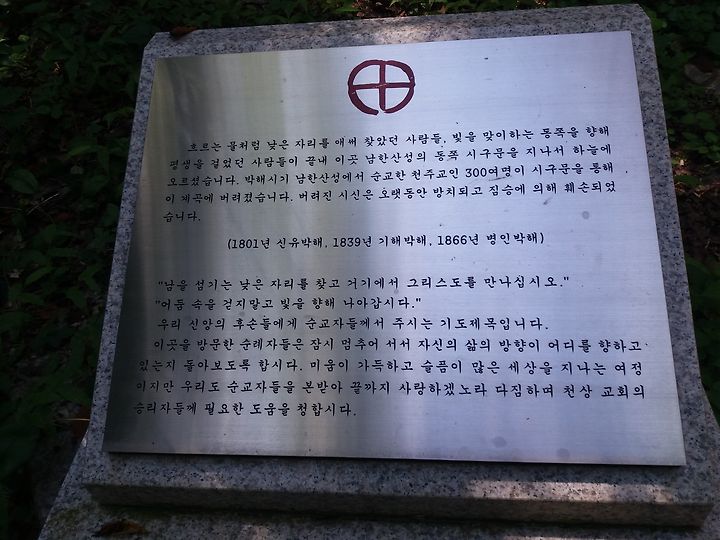 흐르는 물처럼 낮은 자리를 애써 찾았던 사람들, 빛을 맞이하는 동쪽을 향해
평생을 걸었던 사람들이 끝내 이곳 남한산성의 동쪽 시구문을 지나서 하늘에
오르셨습니다. 박해시기 남한산성에서 순교한 천주교인 300여명이 시구문을 통해
이 계곡에 버려졌습니다. 버려진 시신은 오랫동안 방치되고 짐승에 의해 훼손되었
습니다.
(1801년 신유박해, 1839년 기해박해, 1866년 병인박해)
"남을 섬기는 낮은 자리를 찾고 거기에서 그리스도를 만나십시오."
"어둠 속을 걷지말고 빛을 향해 나아갑시다."
우리 신앙의 후손들에게 순교자들께서 주시는 기도제목입니다.
이곳을 방문한 순례자들은 잠시 멈추어 서서 자신의 삶의 방향이 어디를 향하고
있는지 돌아보도록 합시다. 미움이 가득하고 슬픔이 많은 세상을 지나는 여정
이지만 우리도 순교자들을 본받아 끝까지 사랑하겠노라 다짐하며 천상 교회의
승리자들께 필요한 도움을 청합시다.